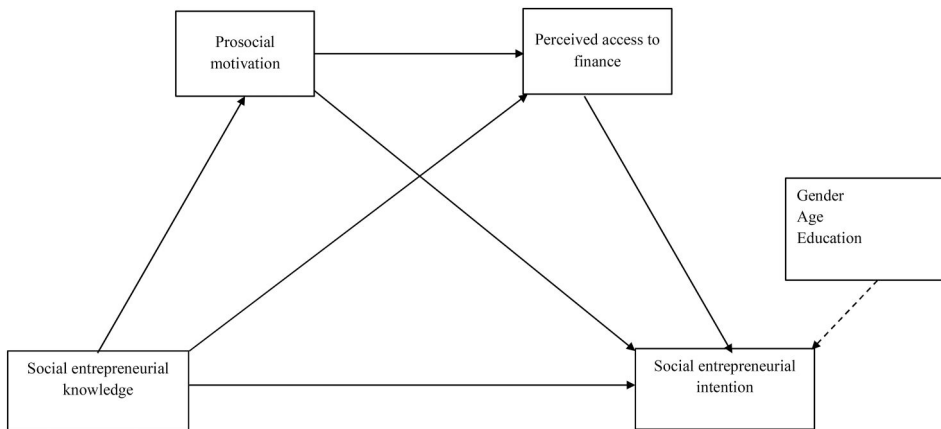 Prosocial
motivation
Perceived access to
finance
Gender
Age
Education
Social entrepreneurial
knowledge
Social entrepreneurial
intention